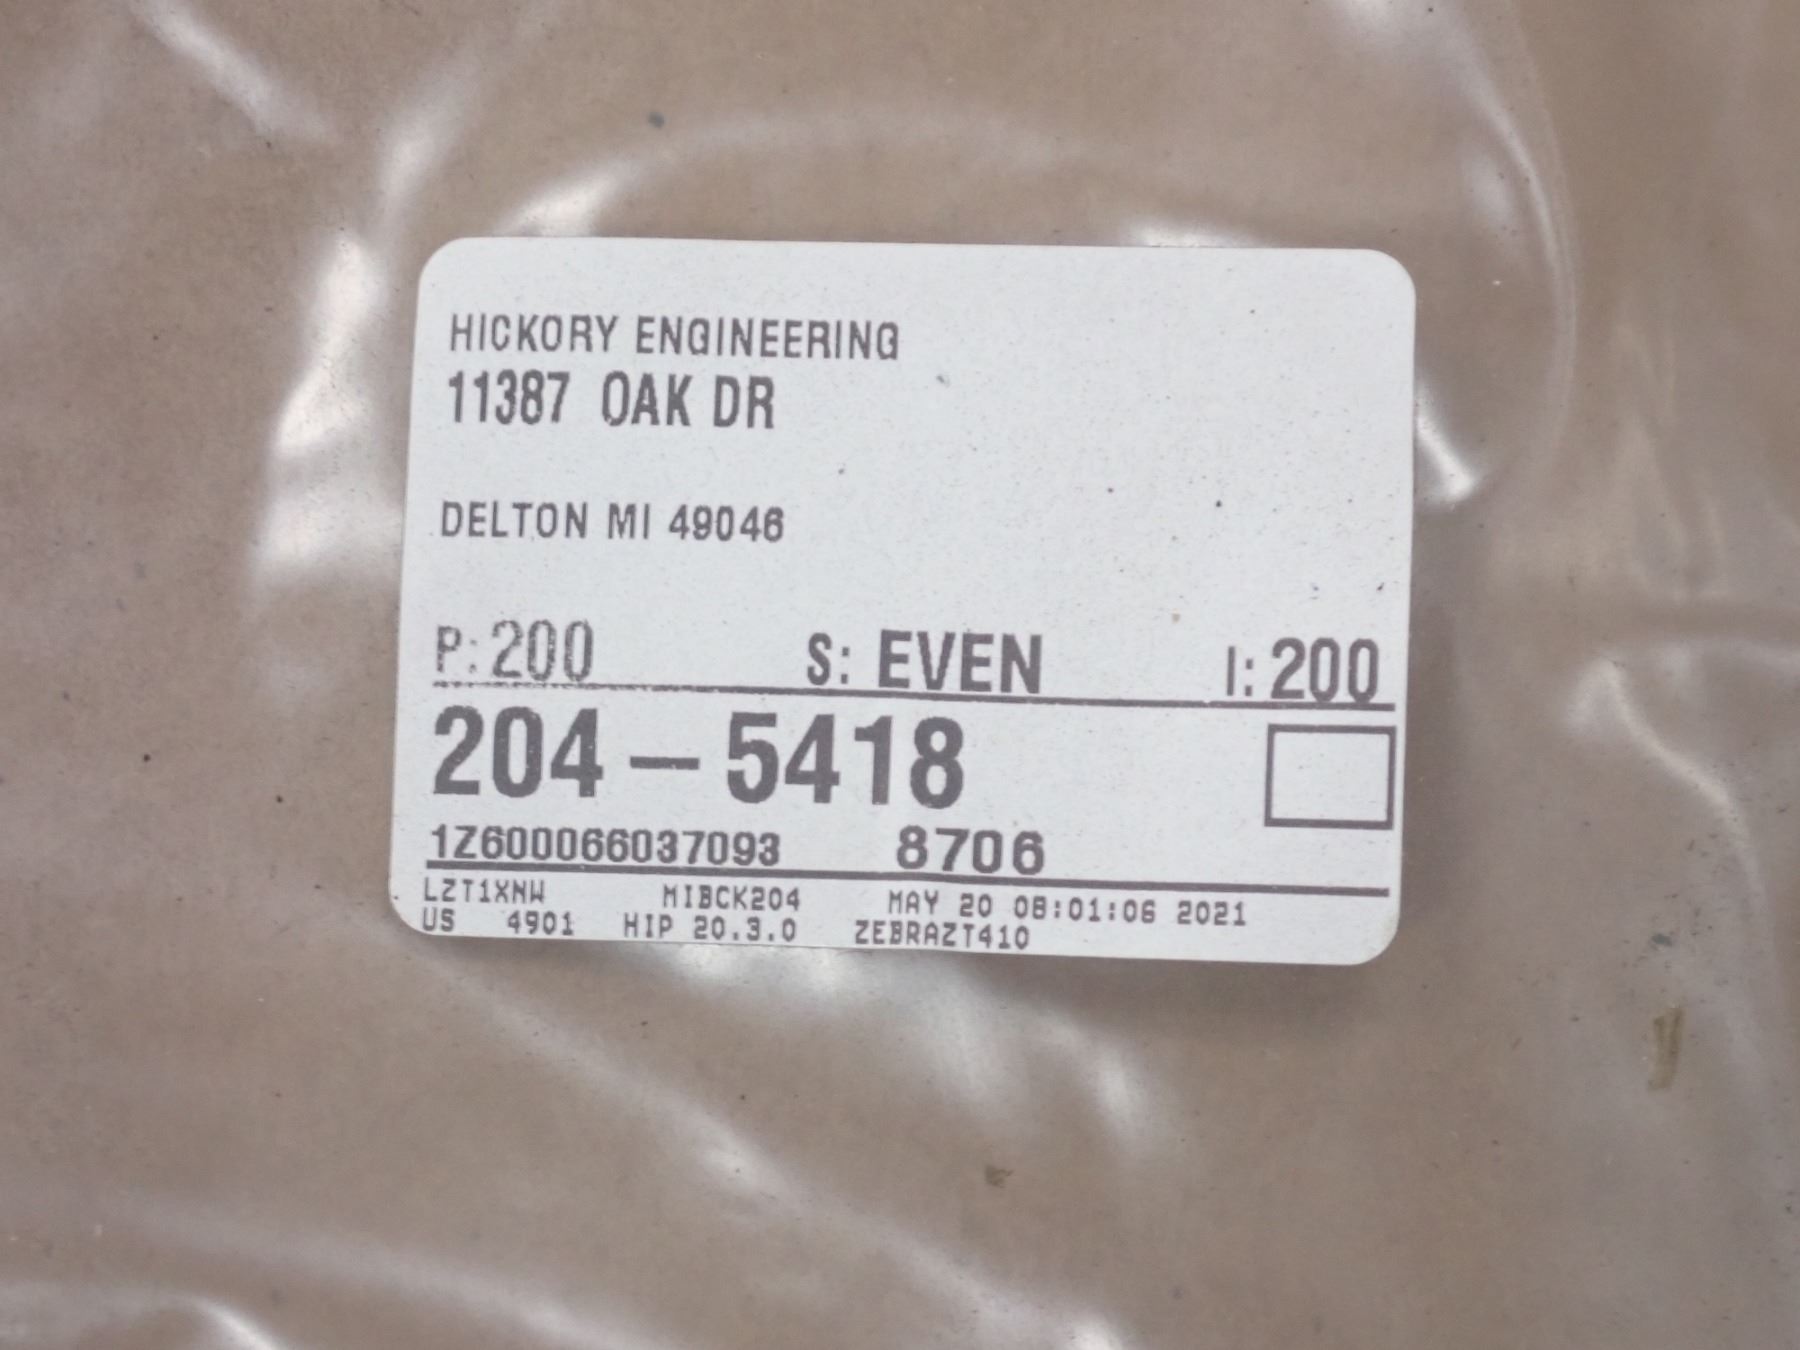 HICKORY ENGINEERING
11387 OAK DR
DELTON MI 49046
P: 200 S: EVEN I: 200
204 - 5418
1Z600066037093 8706
LZT1XNW MIBCK204 MAY 20 08:01:06 2021
US 4901 HIP 20.3.0 ZEBRAZT410